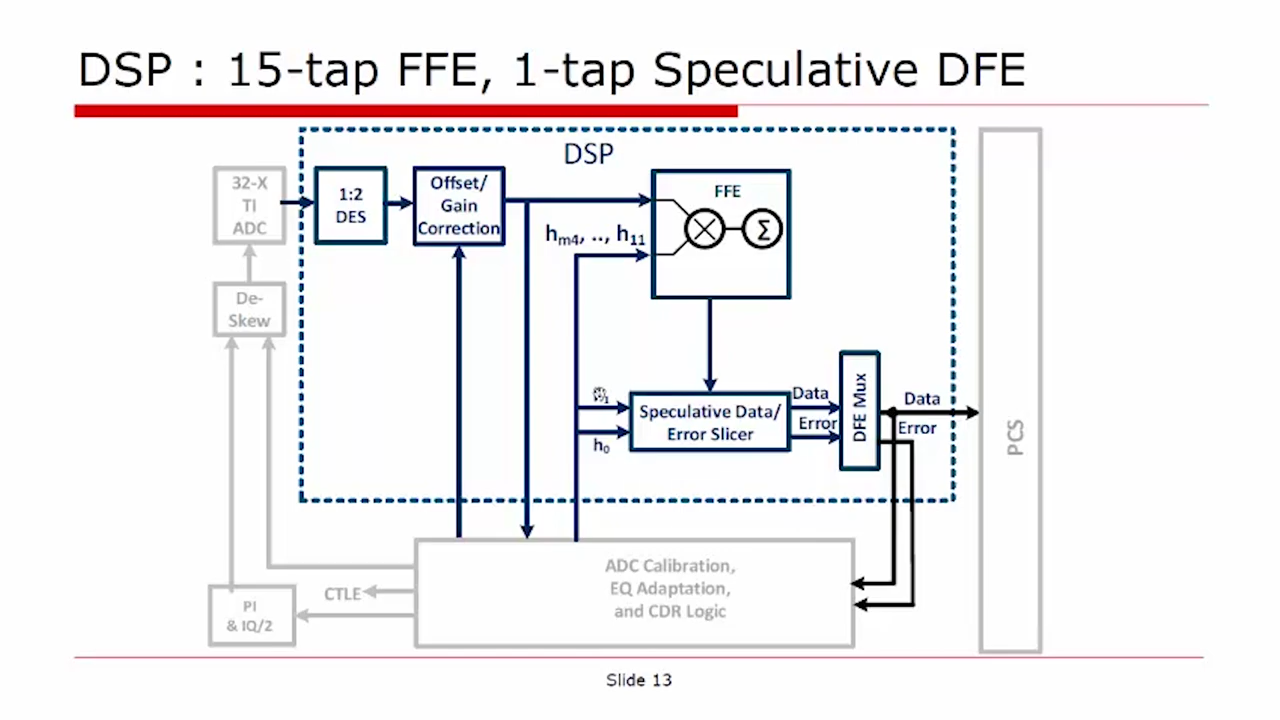 DSP : 15-tap FFE, 1-tap Speculative DFE
DSP
32-X
TI
ADC
1:2
DES
Offset/
Gain
Correction
FFE
Σ
hm4, .., h11
De-
Skew
h0
Speculative Data/
Error Slicer
Data
Error
DFE Mux
Data
Error
PCS
ADC Calibration,
EQ Adaptation,
and CDR Logic
CTLE
PI
& IQ/2
Slide 13